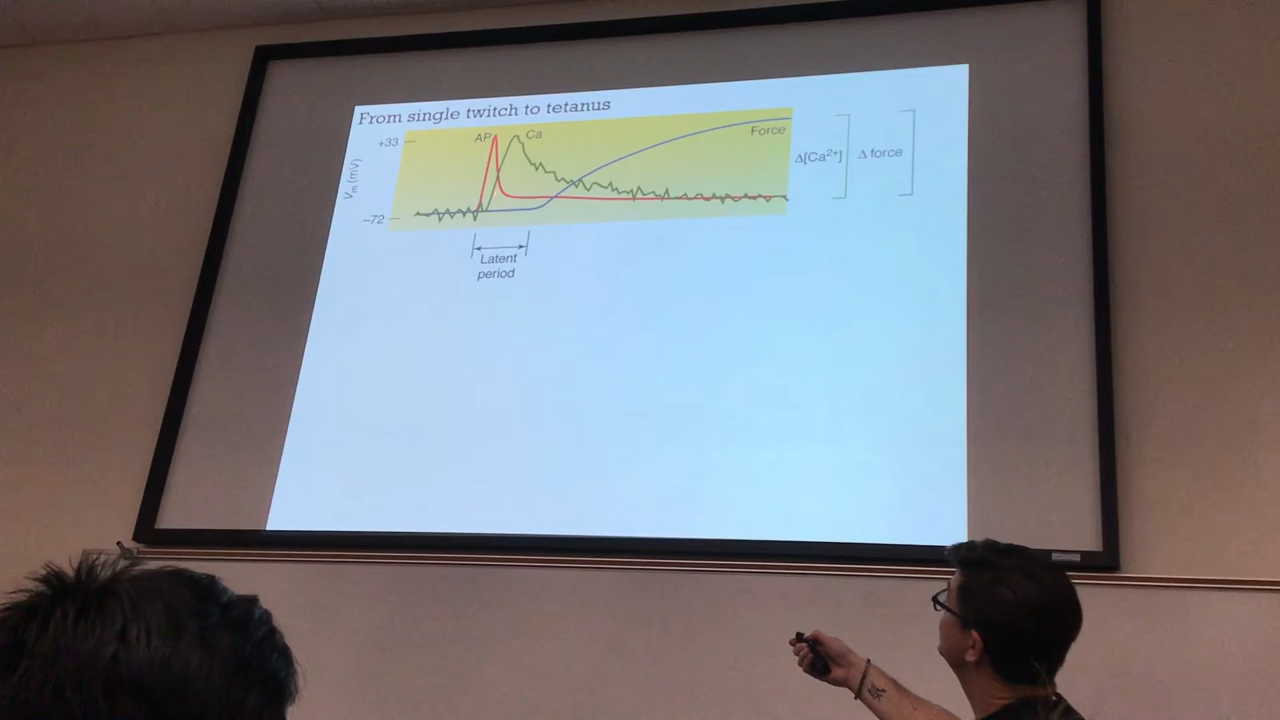 From single twitch to tetanus
+33
AP
Ca
Force
Vm (mV)
Δ[Ca²⁺]
Δ force
−72
Latent
period